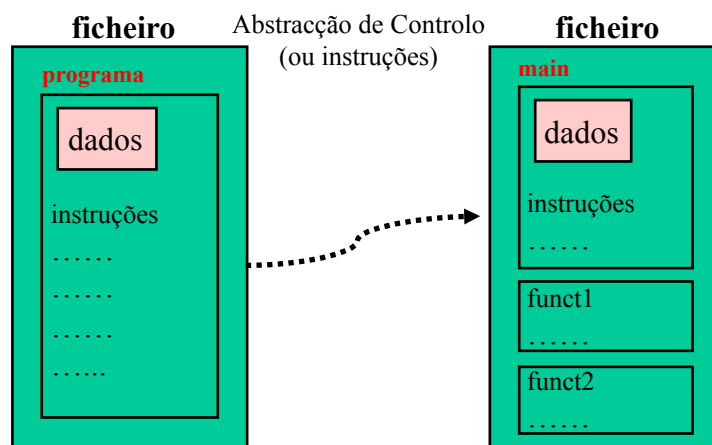 ficheiro
programa
dados
instruções
......
......
......
......
Abstracção de Controlo
(ou instruções)
ficheiro
main
dados
instruções
......
funct1
......
funct2
......